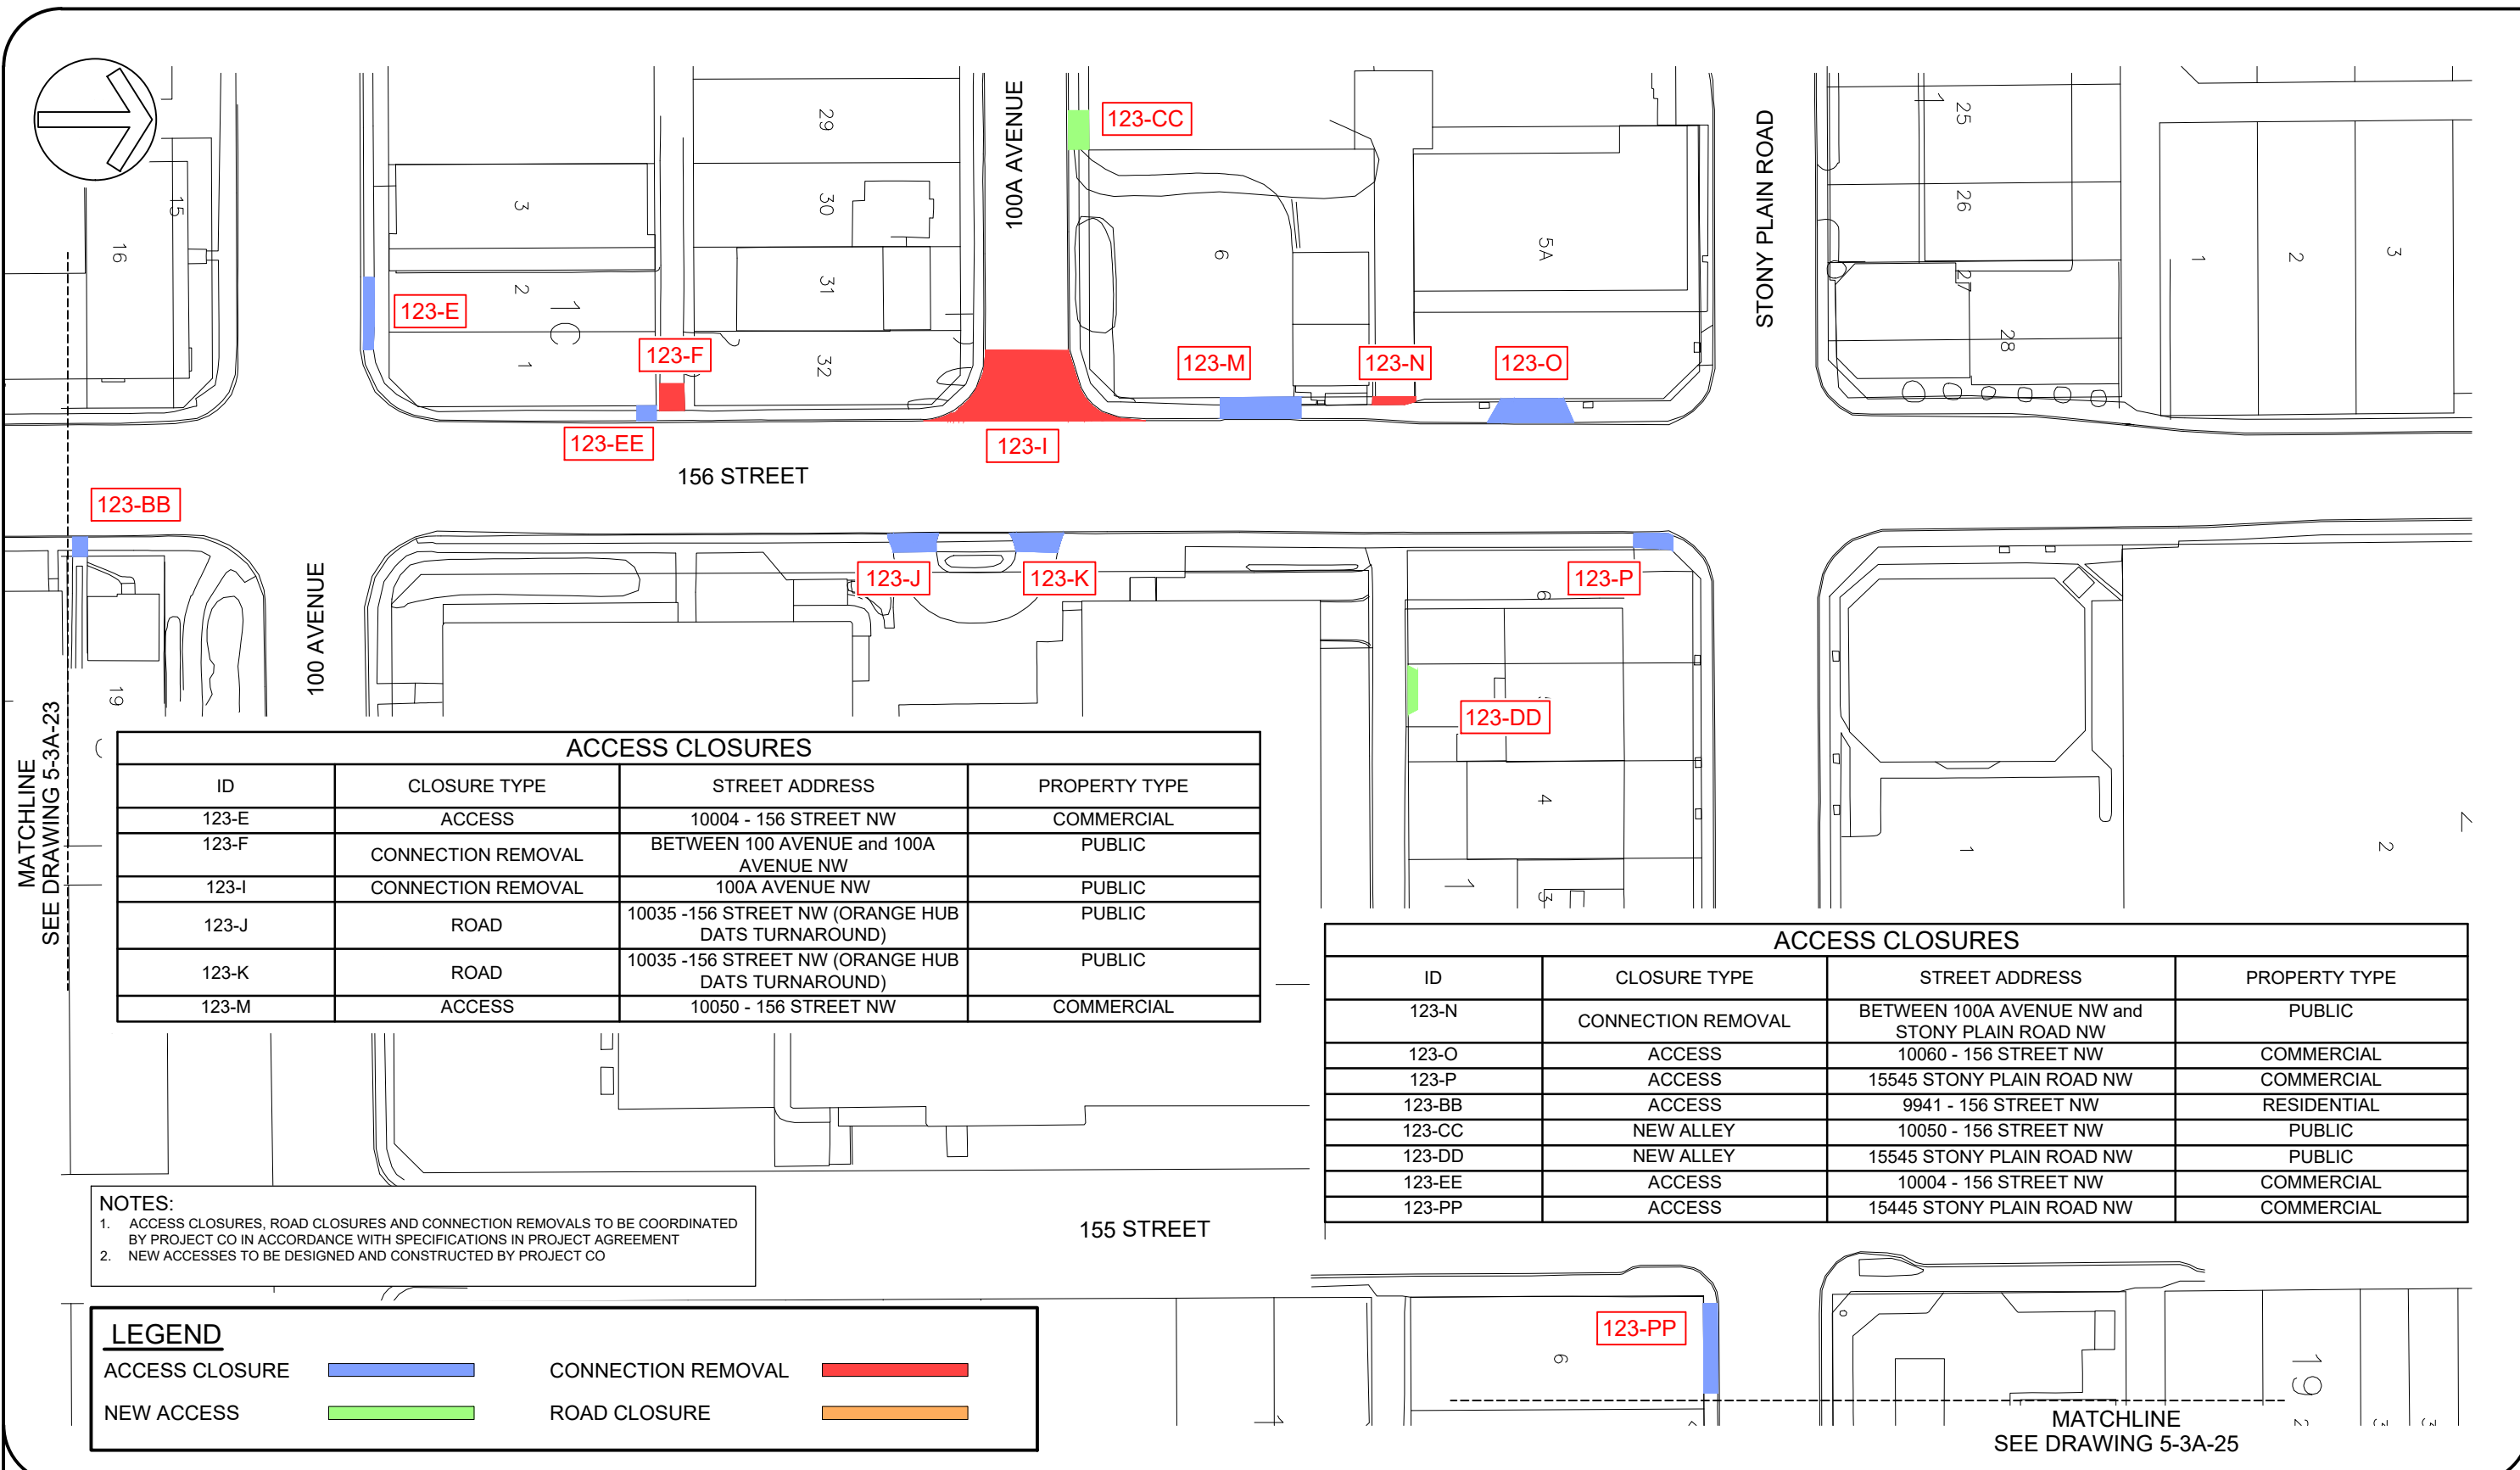 29
100A AVENUE
123-CC
STONY PLAIN ROAD
1
25
15
16
3
30
6
5A
26
1
2
3
123-E
2
1C
31
27
1
123-F
32
123-M
123-N
123-O
28
123-EE
123-I
156 STREET
123-BB
100 AVENUE
123-J
123-K
123-P
6
19
123-DD
4
1
3
1
2
MATCHLINE
SEE DRAWING 5-3A-23
ACCESS CLOSURES
ID CLOSURE TYPE STREET ADDRESS PROPERTY TYPE
123-E ACCESS 10004 - 156 STREET NW COMMERCIAL
123-F CONNECTION REMOVAL BETWEEN 100 AVENUE and 100A
AVENUE NW PUBLIC
123-I CONNECTION REMOVAL 100A AVENUE NW PUBLIC
123-J ROAD 10035 -156 STREET NW (ORANGE HUB
DATS TURNAROUND) PUBLIC
123-K ROAD 10035 -156 STREET NW (ORANGE HUB
DATS TURNAROUND) PUBLIC
123-M ACCESS 10050 - 156 STREET NW COMMERCIAL
ACCESS CLOSURES
ID CLOSURE TYPE STREET ADDRESS PROPERTY TYPE
123-N CONNECTION REMOVAL BETWEEN 100A AVENUE NW and
STONY PLAIN ROAD NW PUBLIC
123-O ACCESS 10060 - 156 STREET NW COMMERCIAL
123-P ACCESS 15545 STONY PLAIN ROAD NW COMMERCIAL
123-BB ACCESS 9941 - 156 STREET NW RESIDENTIAL
123-CC NEW ALLEY 10050 - 156 STREET NW PUBLIC
123-DD NEW ALLEY 15545 STONY PLAIN ROAD NW PUBLIC
123-EE ACCESS 10004 - 156 STREET NW COMMERCIAL
123-PP ACCESS 15445 STONY PLAIN ROAD NW COMMERCIAL
NOTES:
1. ACCESS CLOSURES, ROAD CLOSURES AND CONNECTION REMOVALS TO BE COORDINATED
BY PROJECT CO IN ACCORDANCE WITH SPECIFICATIONS IN PROJECT AGREEMENT
2. NEW ACCESSES TO BE DESIGNED AND CONSTRUCTED BY PROJECT CO
155 STREET
LEGEND
ACCESS CLOSURE CONNECTION REMOVAL
NEW ACCESS ROAD CLOSURE
123-PP
6
19
MATCHLINE
SEE DRAWING 5-3A-25